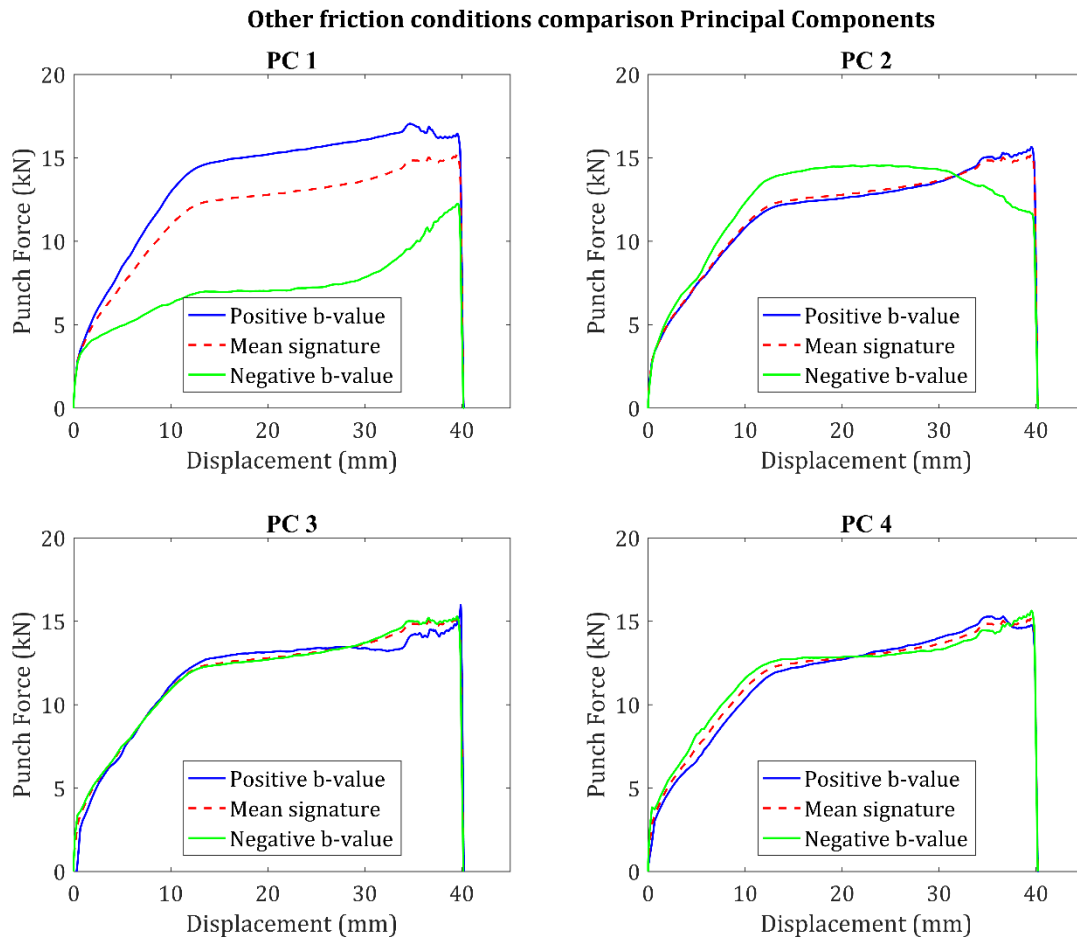 Other friction conditions comparison Principal Components
PC 1
Punch Force (kN)
20
15
10
5
0
Positive b-value
Mean signature
Negative b-value
0 10 20 30 40
Displacement (mm)
PC 2
Punch Force (kN)
20
15
10
5
0
Positive b-value
Mean signature
Negative b-value
0 10 20 30 40
Displacement (mm)
PC 3
Punch Force (kN)
20
15
10
5
0
Positive b-value
Mean signature
Negative b-value
0 10 20 30 40
Displacement (mm)
PC 4
Punch Force (kN)
20
15
10
5
0
Positive b-value
Mean signature
Negative b-value
0 10 20 30 40
Displacement (mm)